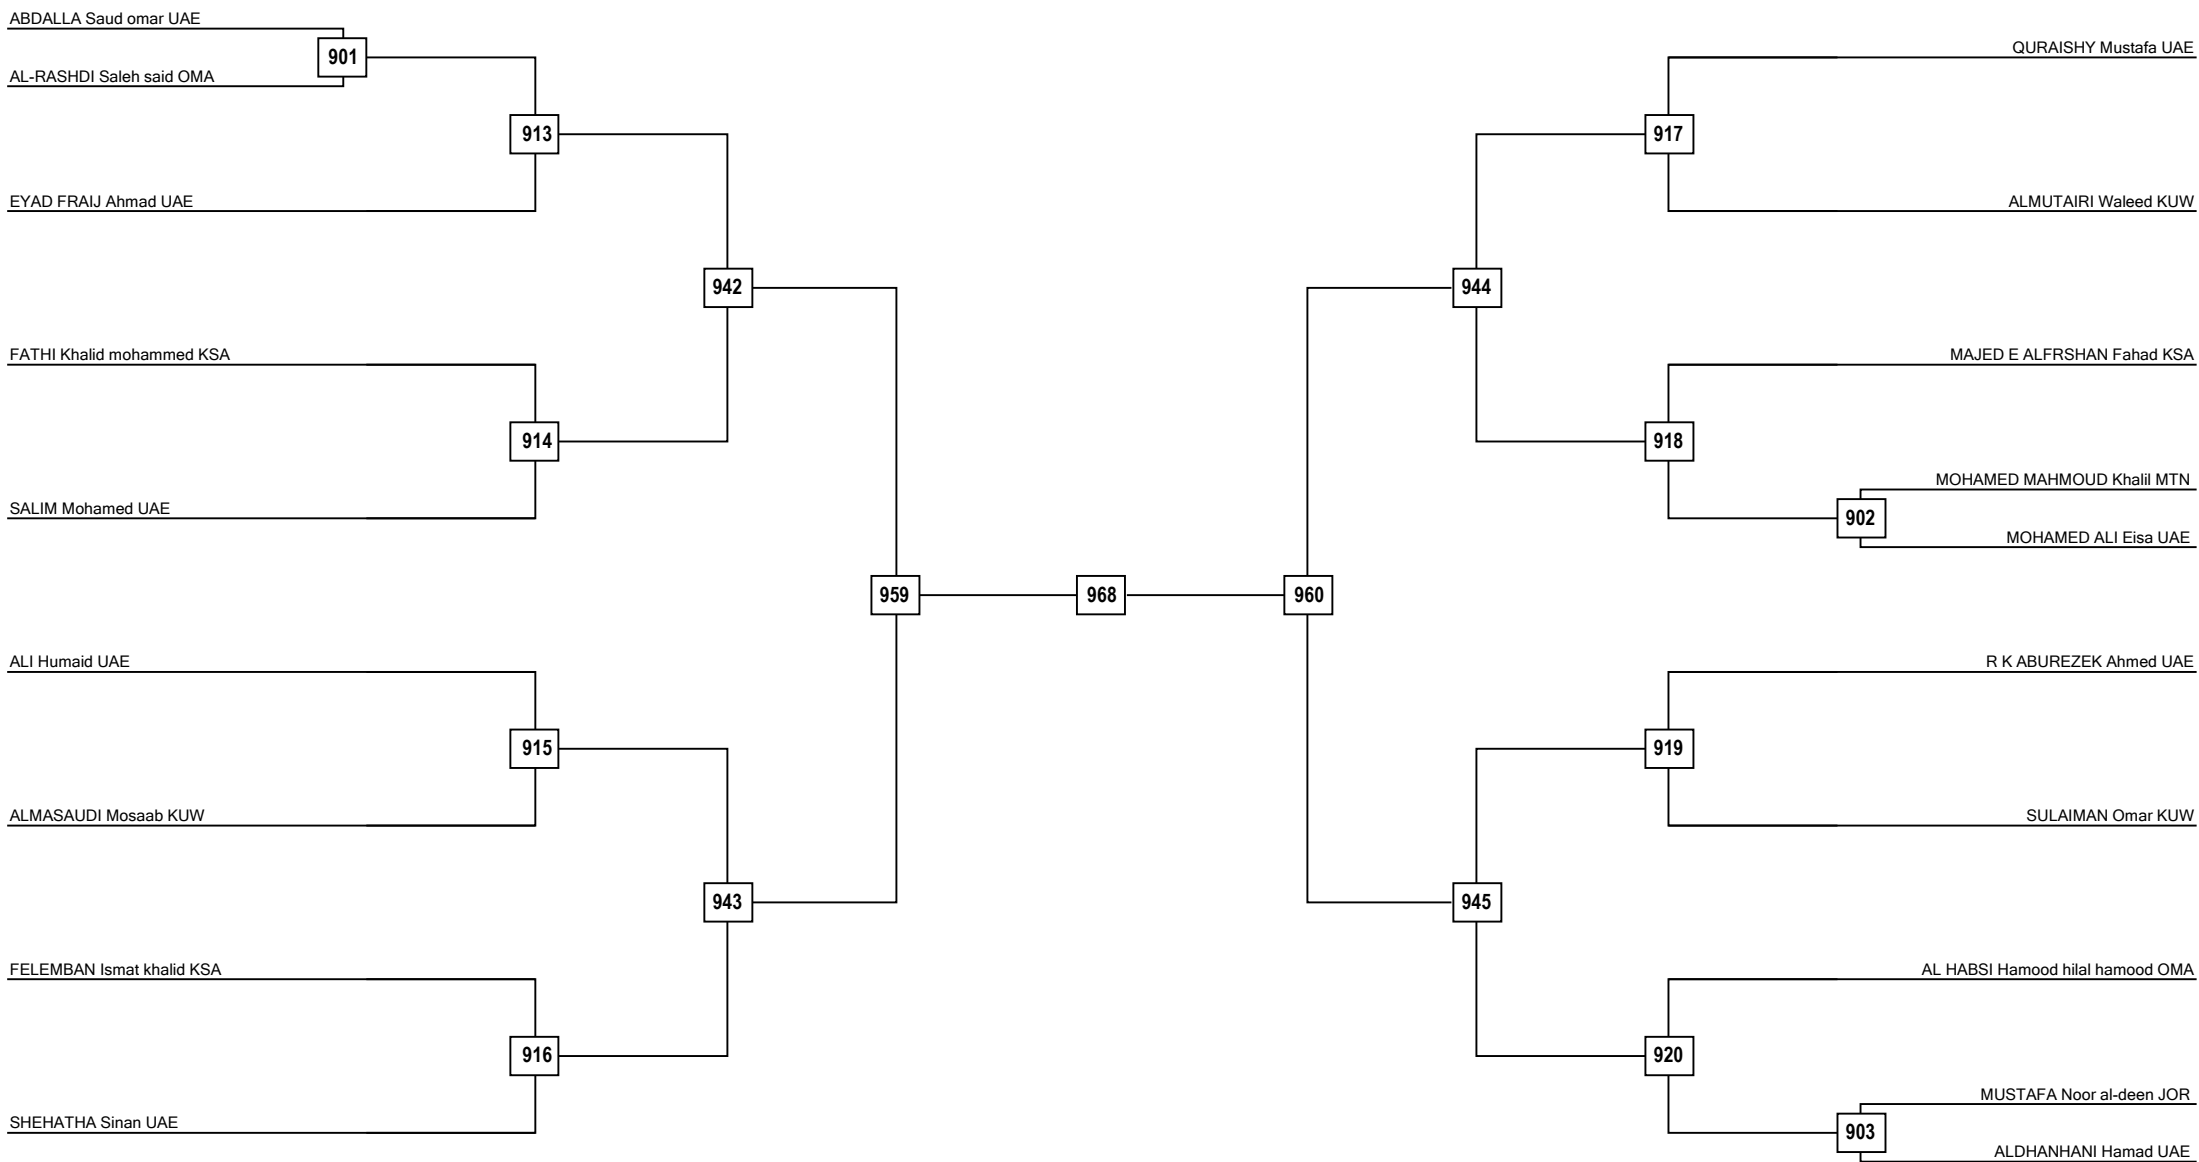 ABDALLA Saud omar UAE
901
AL-RASHDI Saleh said OMA
913
EYAD FRAIJ Ahmad UAE
942
FATHI Khalid mohammed KSA
914
SALIM Mohamed UAE
959
968
ALI Humaid UAE
915
ALMASAUDI Mosaab KUW
943
FELEMBAN Ismat khalid KSA
916
SHEHATHA Sinan UAE
QURAISHY Mustafa UAE
917
ALMUTAIRI Waleed KUW
944
MAJED E ALFRSHAN Fahad KSA
918
MOHAMED MAHMOUD Khalil MTN
902
MOHAMED ALI Eisa UAE
960
R K ABUREZEK Ahmed UAE
919
SULAIMAN Omar KUW
945
AL HABSI Hamood hilal hamood OMA
920
MUSTAFA Noor al-deen JOR
903
ALDHANHANI Hamad UAE